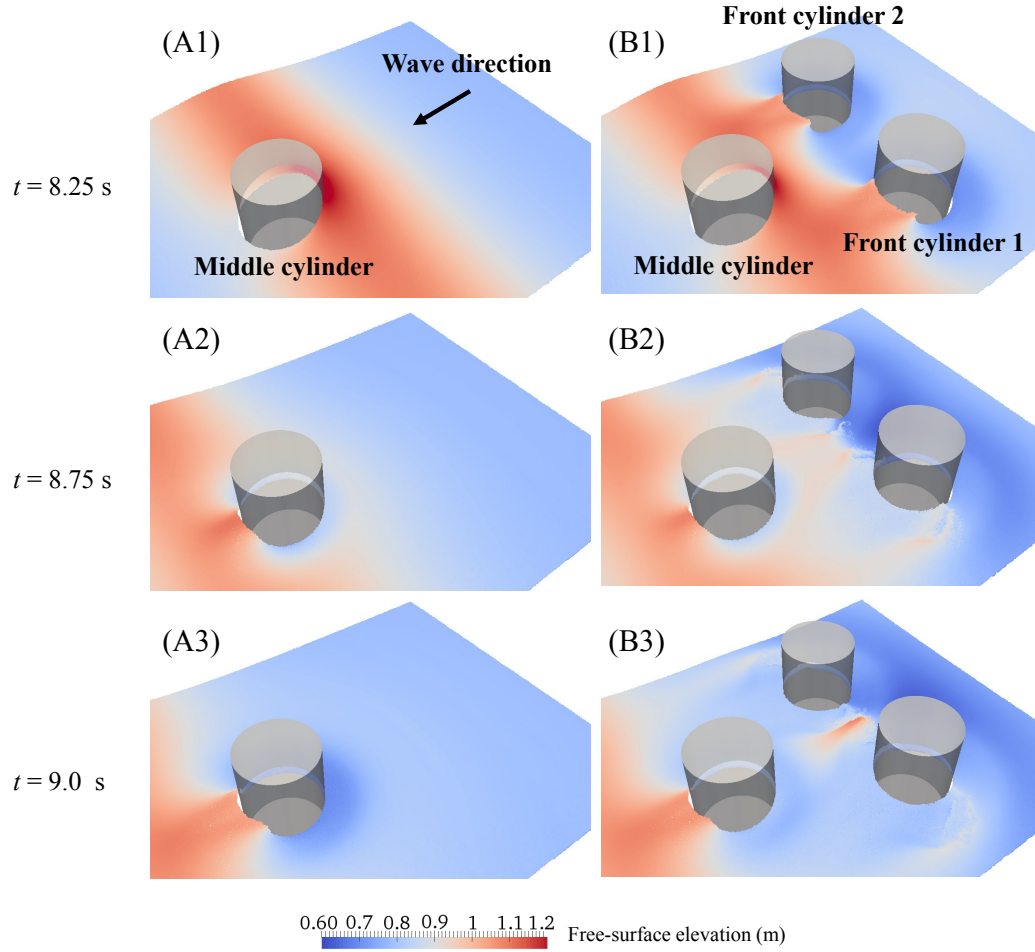 Front cylinder 2
(A1)
(B1)
Wave direction
t = 8.25 s
Middle cylinder
Middle cylinder
Front cylinder 1
(A2)
(B2)
t = 8.75 s
(A3)
(B3)
t = 9.0 s
0.60 0.7 0.8 0.9 1 1.1 1.2
Free-surface elevation (m)